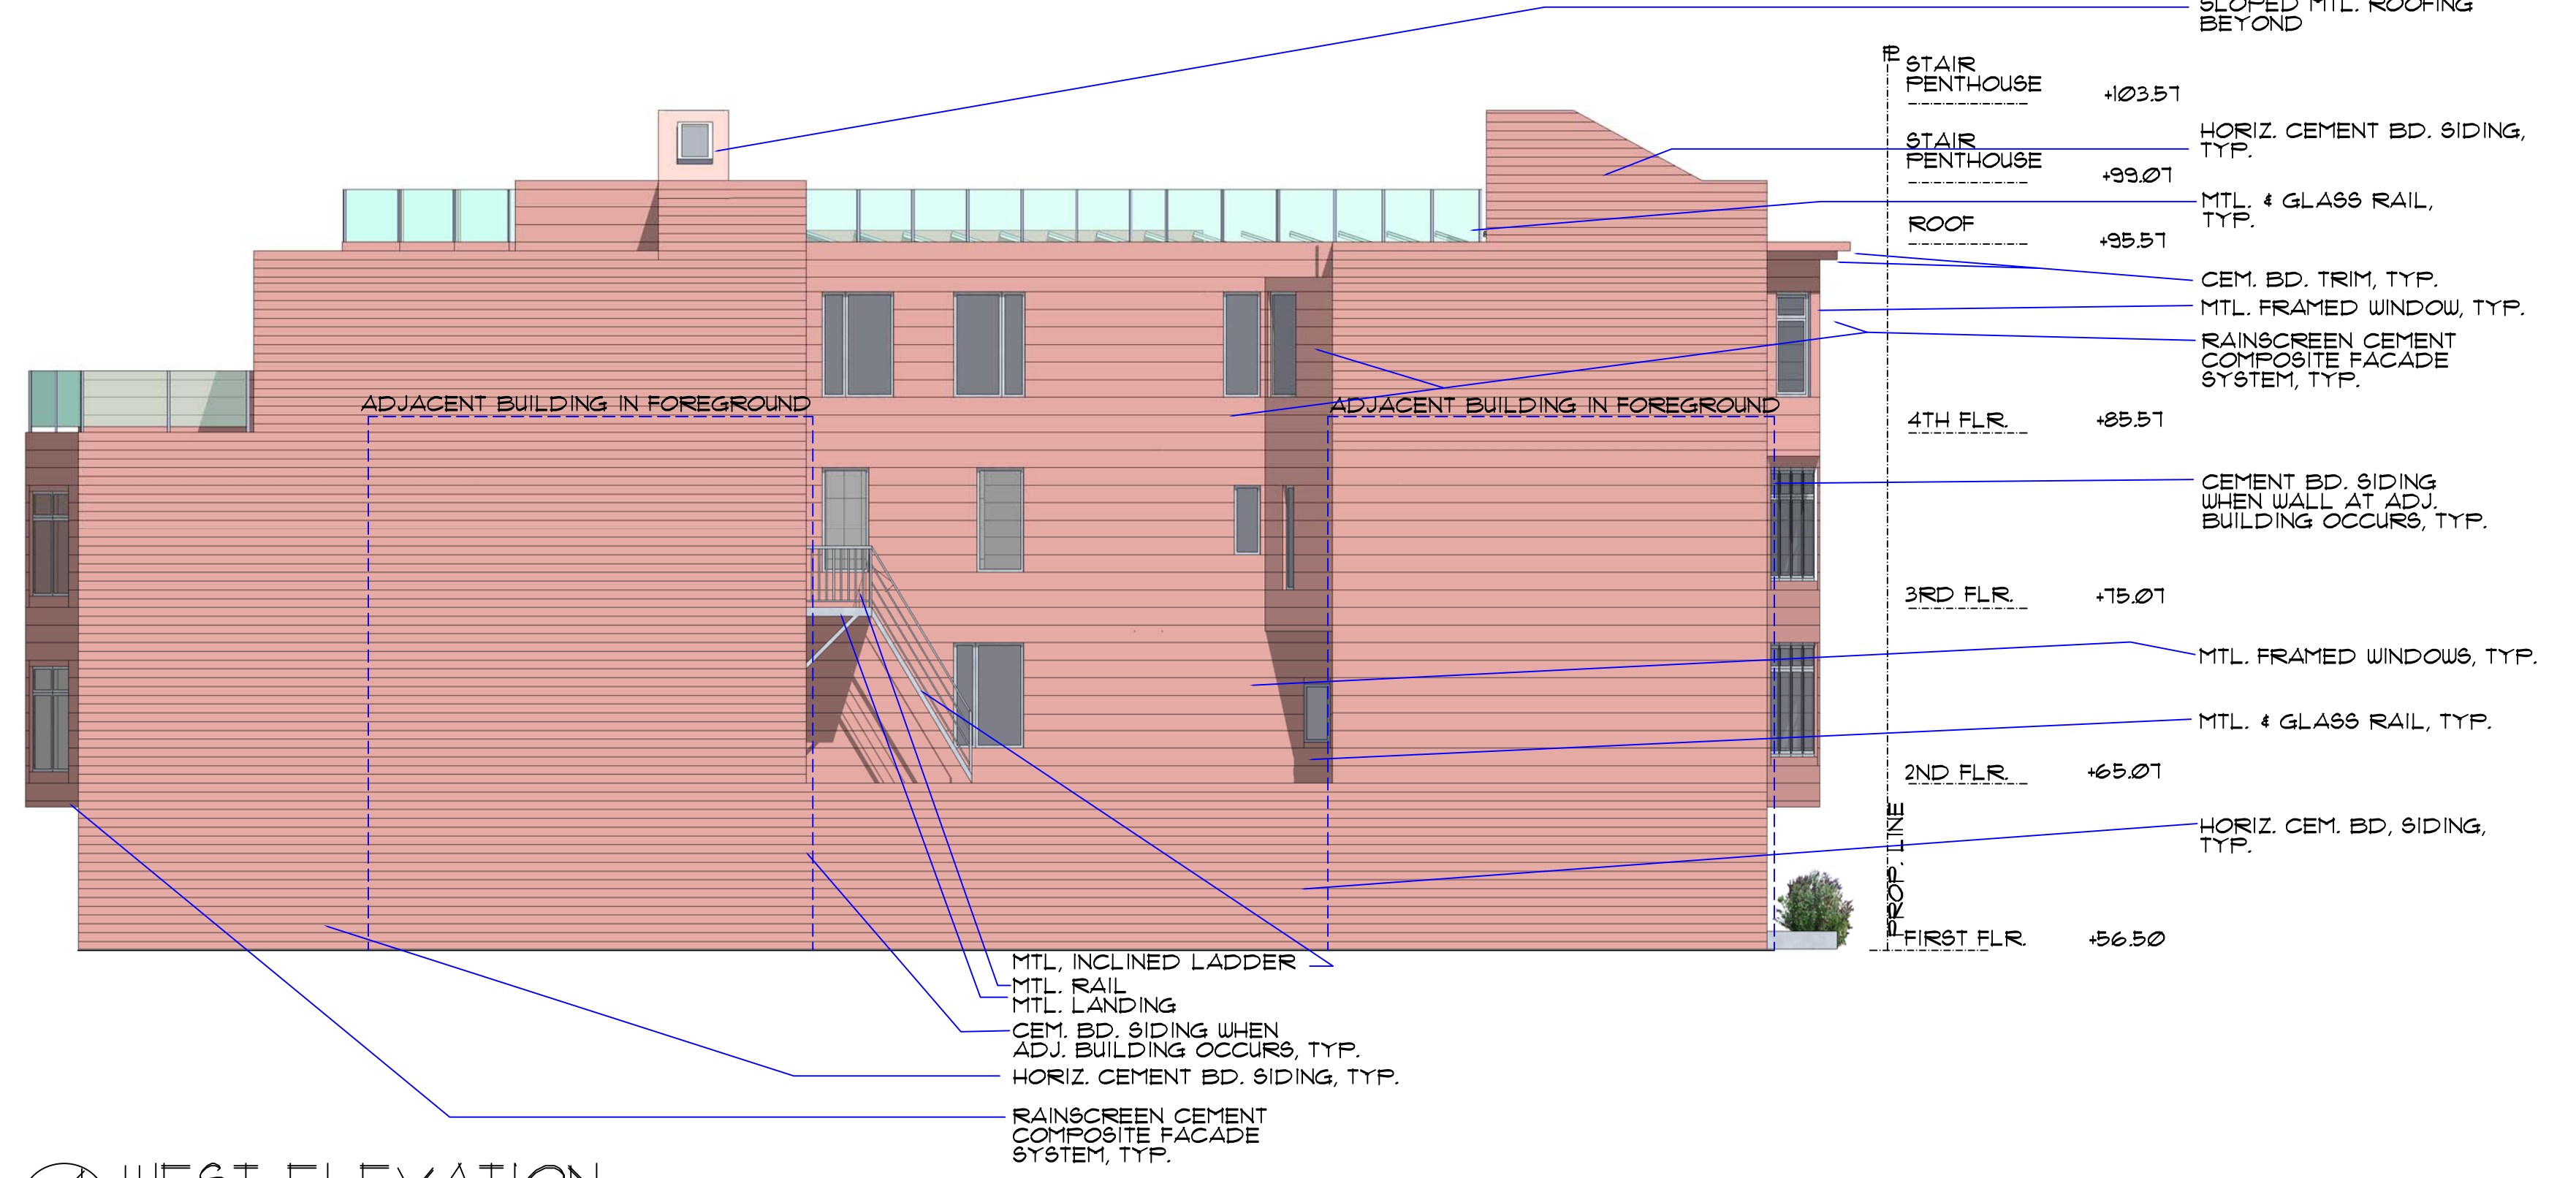 SLOPED MTL. ROOFING
BEYOND
PL
STAIR
PENTHOUSE
+103.57
HORIZ. CEMENT BD. SIDING,
TYP.
STAIR
PENTHOUSE
+99.07
MTL. & GLASS RAIL,
TYP.
ROOF
+95.57
CEM. BD. TRIM, TYP.
MTL. FRAMED WINDOW, TYP.
RAINSCREEN CEMENT
COMPOSITE FACADE
SYSTEM, TYP.
ADJACENT BUILDING IN FOREGROUND
ADJACENT BUILDING IN FOREGROUND
4TH FLR.
+85.57
CEMENT BD. SIDING
WHEN WALL AT ADJ.
BUILDING OCCURS, TYP.
3RD FLR.
+75.07
MTL. FRAMED WINDOWS, TYP.
MTL. & GLASS RAIL, TYP.
2ND FLR.
+65.07
HORIZ. CEM. BD, SIDING,
TYP.
PROP. LINE
FIRST FLR.
+56.50
MTL, INCLINED LADDER
MTL. RAIL
MTL. LANDING
CEM. BD. SIDING WHEN
ADJ. BUILDING OCCURS, TYP.
HORIZ. CEMENT BD. SIDING, TYP.
RAINSCREEN CEMENT
COMPOSITE FACADE
SYSTEM, TYP.
WEST ELEVATION